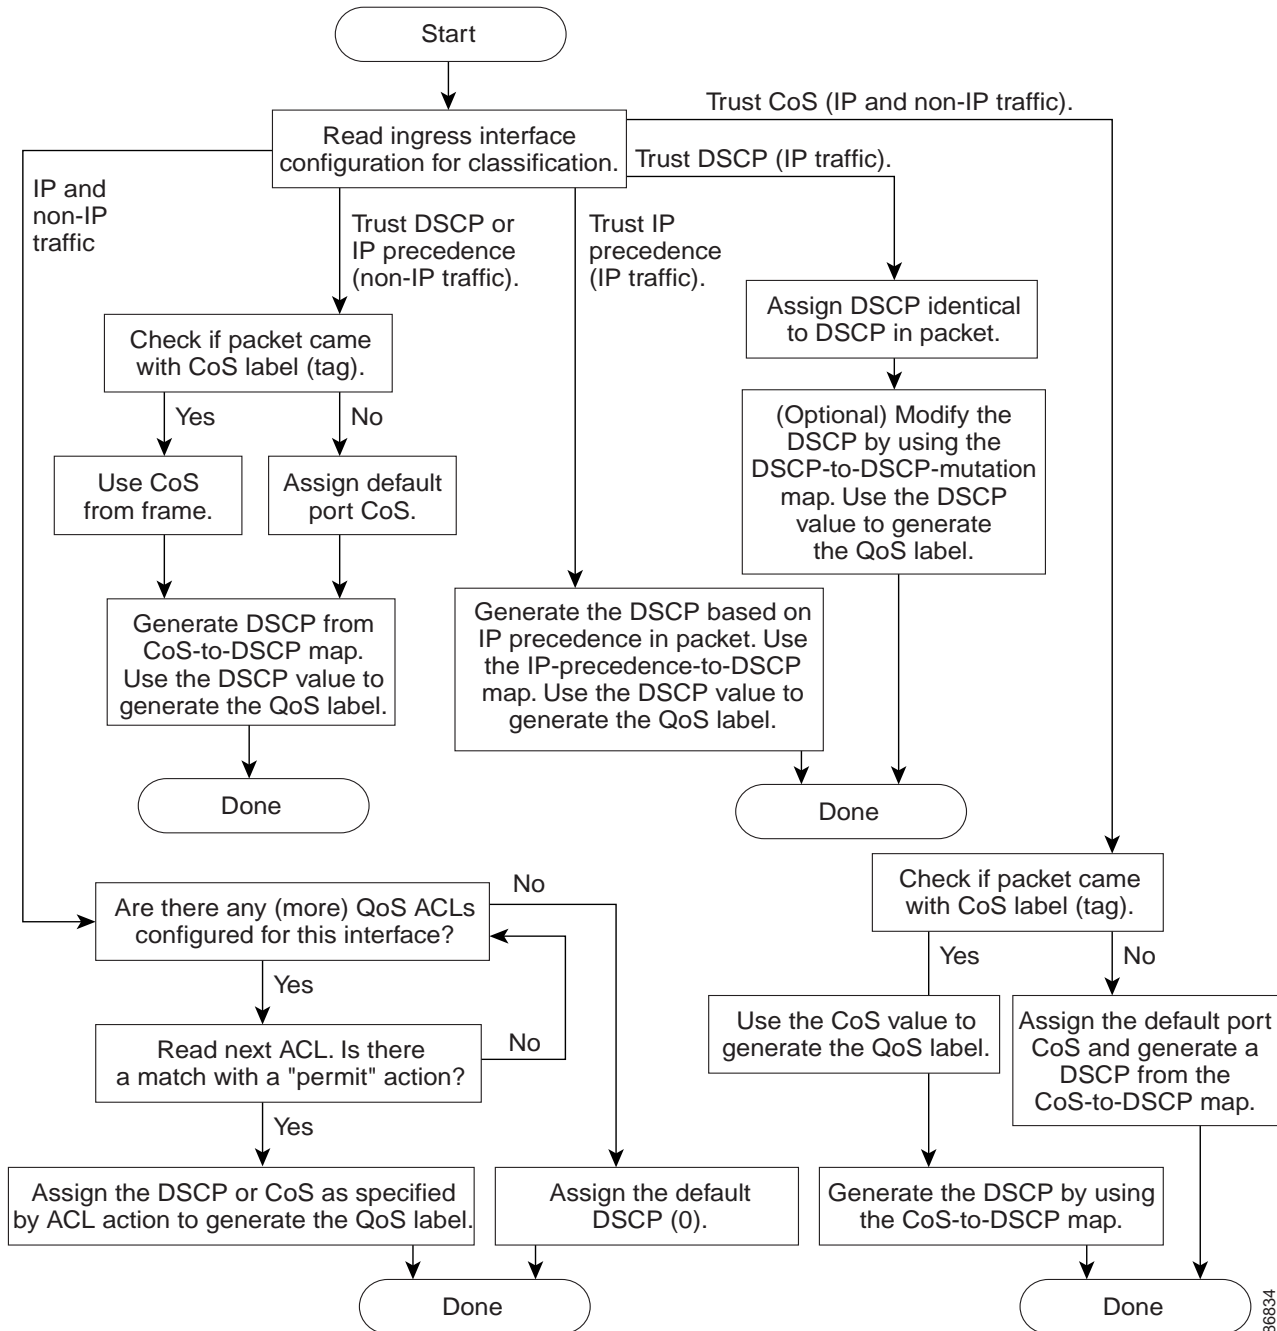 Start
Trust CoS (IP and non-IP traffic).
Read ingress interface
configuration for classification.
Trust DSCP (IP traffic).
IP and
non-IP
traffic
Trust DSCP or
IP precedence
(non-IP traffic).
Trust IP
precedence
(IP traffic).
Assign DSCP identical
to DSCP in packet.
Check if packet came
with CoS label (tag).
Yes
No
(Optional) Modify the
DSCP by using the
DSCP-to-DSCP-mutation
map. Use the DSCP
value to generate
the QoS label.
Use CoS
from frame.
Assign default
port CoS.
Generate DSCP from
CoS-to-DSCP map.
Use the DSCP value to
generate the QoS label.
Generate the DSCP based on
IP precedence in packet. Use
the IP-precedence-to-DSCP
map. Use the DSCP value to
generate the QoS label.
Done
Done
Check if packet came
with CoS label (tag).
No
Are there any (more) QoS ACLs
configured for this interface?
Yes
Yes
No
Read next ACL. Is there
a match with a "permit" action?
No
Use the CoS value to
generate the QoS label.
Assign the default port
CoS and generate a
DSCP from the
CoS-to-DSCP map.
Yes
Assign the DSCP or CoS as specified
by ACL action to generate the QoS label.
Assign the default
DSCP (0).
Generate the DSCP by using
the CoS-to-DSCP map.
Done
Done
86834